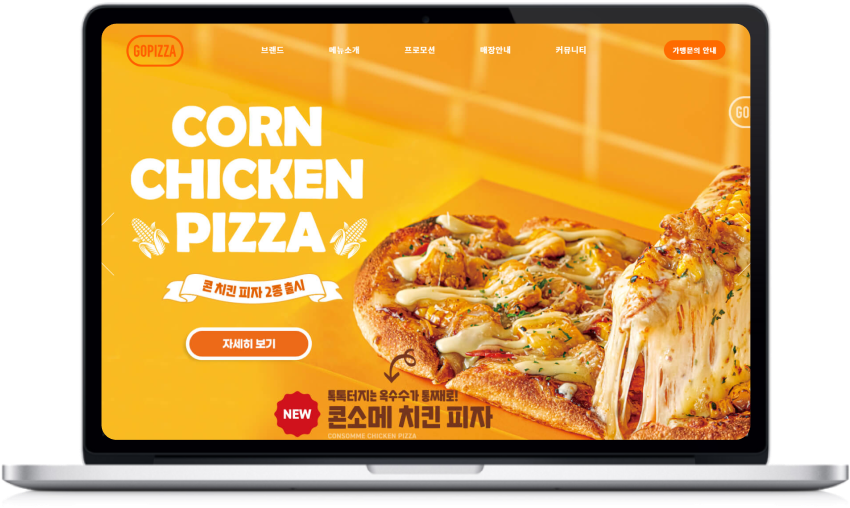 GOPIZZA
브랜드
메뉴소개
프로모션
매장안내
커뮤니티
가맹문의 안내
GO
CORN
CHICKEN
PIZZA
콘 치킨 피자 2종 출시
자세히 보기
톡톡터지는 옥수수가 통째로!
NEW
콘소메 치킨 피자
CONSOMME CHICKEN PIZZA